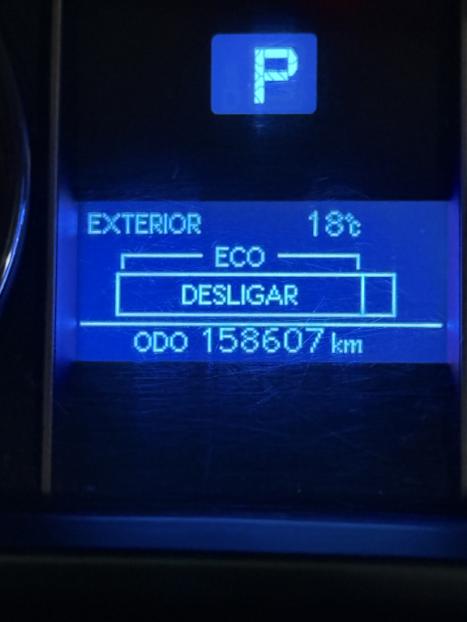 P
EXTERIOR 18°C
ECO
DESLIGAR
ODO 158607 km